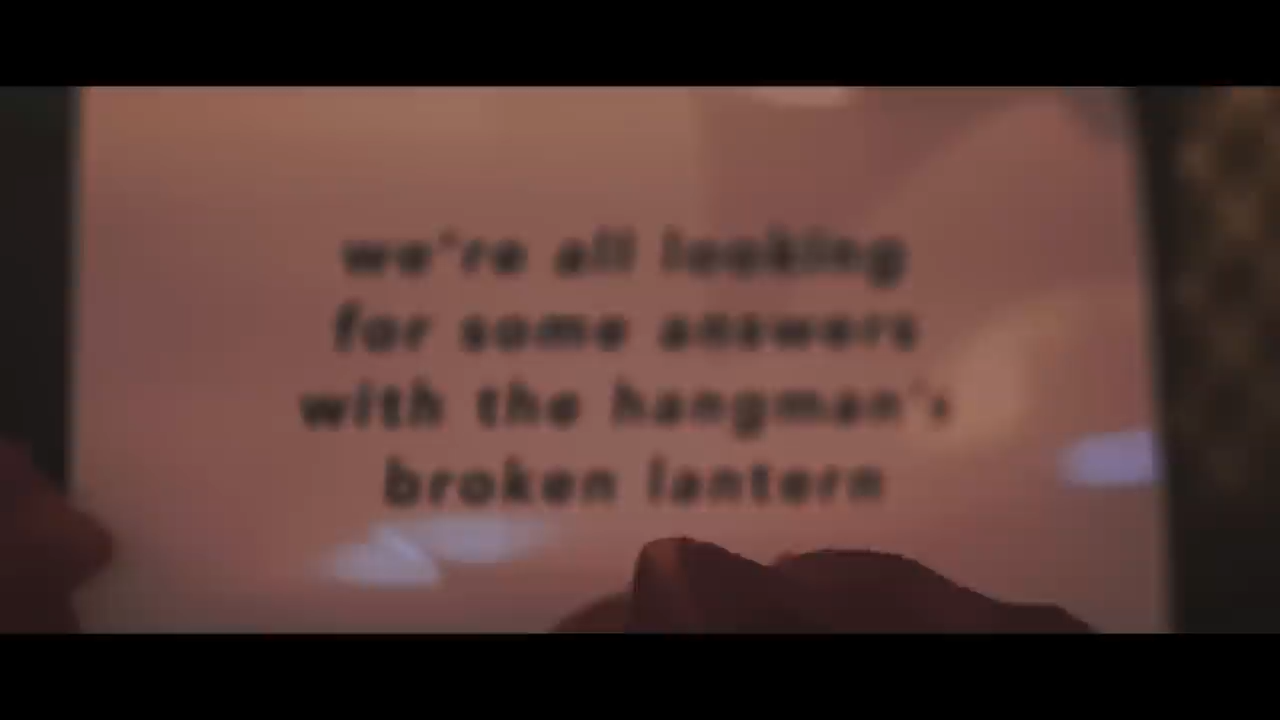 we're all looking
for some answers
with the hangman's
broken lantern